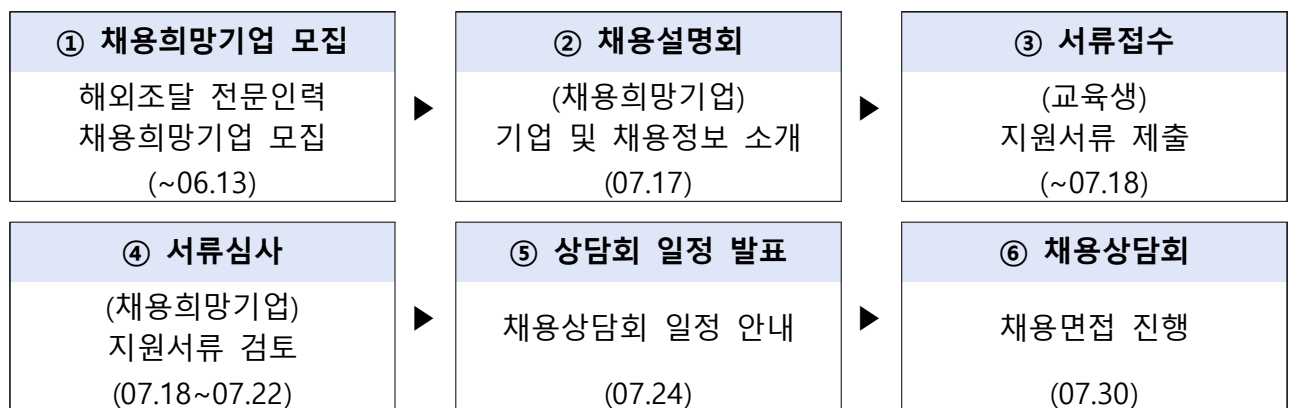 ① 채용희망기업 모집
해외조달 전문인력
채용희망기업 모집
(~06.13)
▶
② 채용설명회
(채용희망기업)
기업 및 채용정보 소개
(07.17)
▶
③ 서류접수
(교육생)
지원서류 제출
(~07.18)
④ 서류심사
(채용희망기업)
지원서류 검토
(07.18~07.22)
▶
⑤ 상담회 일정 발표
채용상담회 일정 안내
(07.24)
▶
⑥ 채용상담회
채용면접 진행
(07.30)